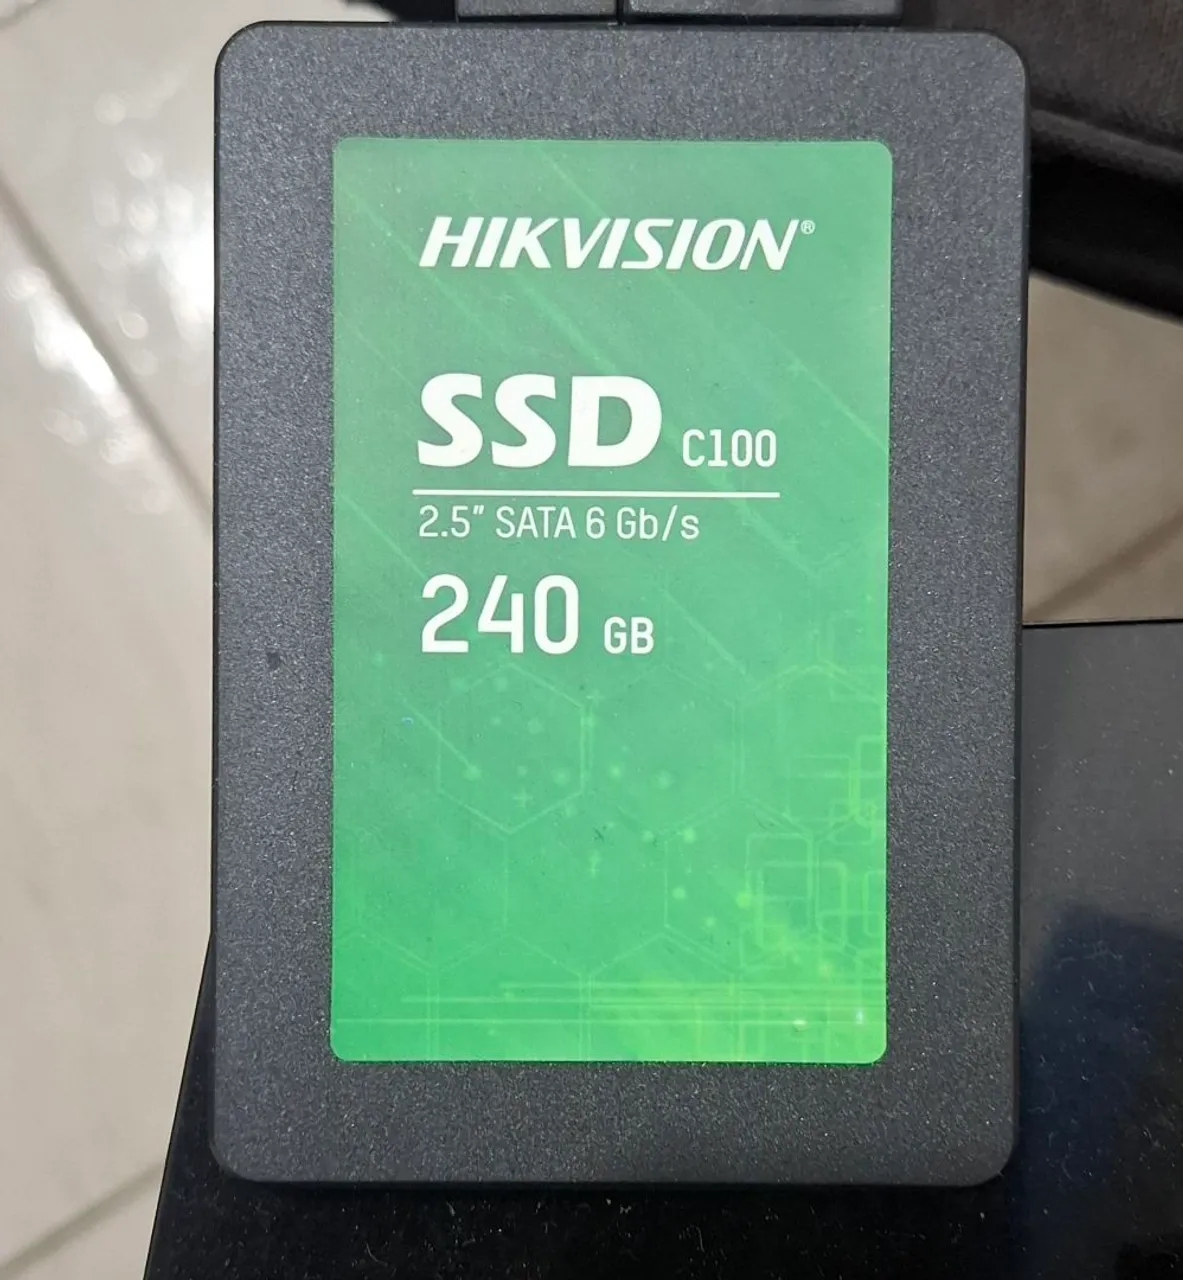 HIKVISION®
SSD C100
2.5" SATA 6 Gb/s
240 GB